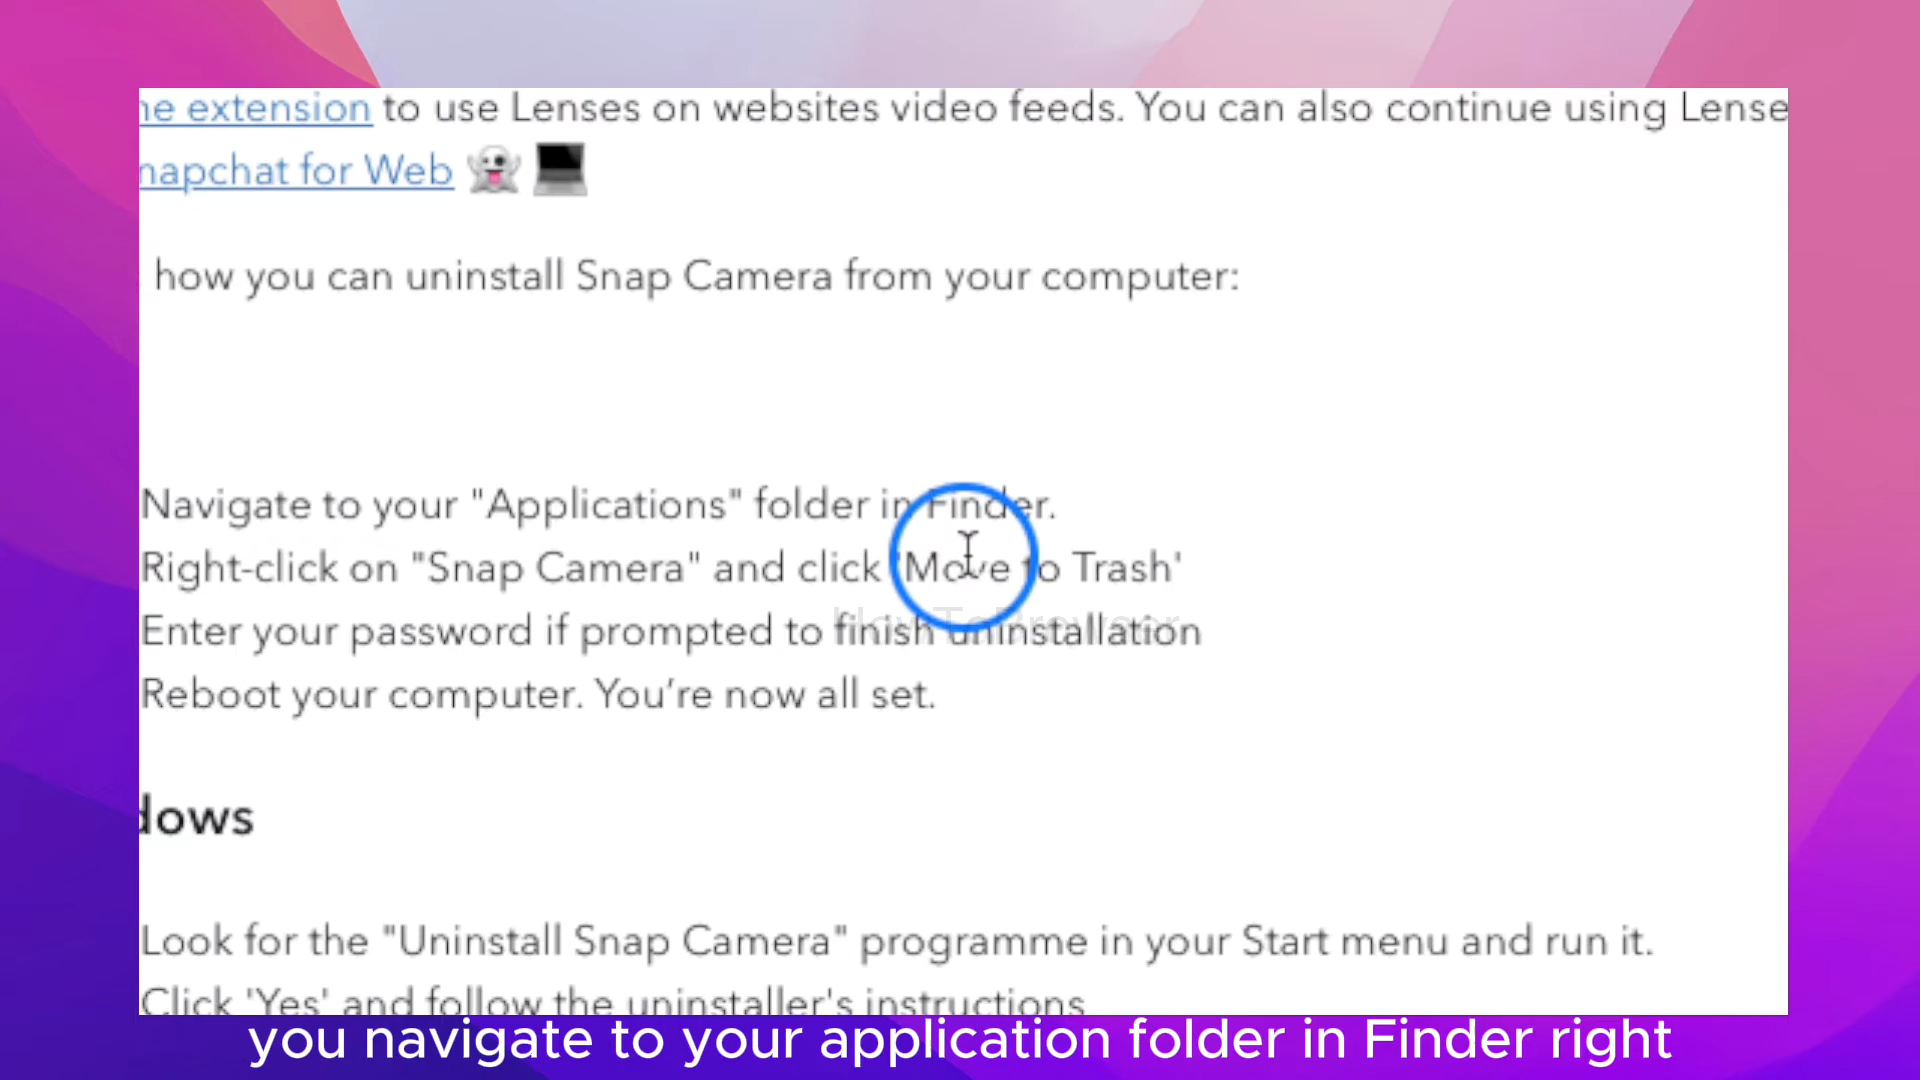 he extension to use Lenses on websites video feeds. You can also continue using Lense
napchat for Web 👻 💻
how you can uninstall Snap Camera from your computer:
Navigate to your "Applications" folder in Finder.
Right-click on "Snap Camera" and click 'Move to Trash'
HowToBrowser
Enter your password if prompted to finish uninstallation
Reboot your computer. You’re now all set.
dows
Look for the "Uninstall Snap Camera" programme in your Start menu and run it.
Click 'Yes' and follow the uninstaller's instructions
you navigate to your application folder in Finder right